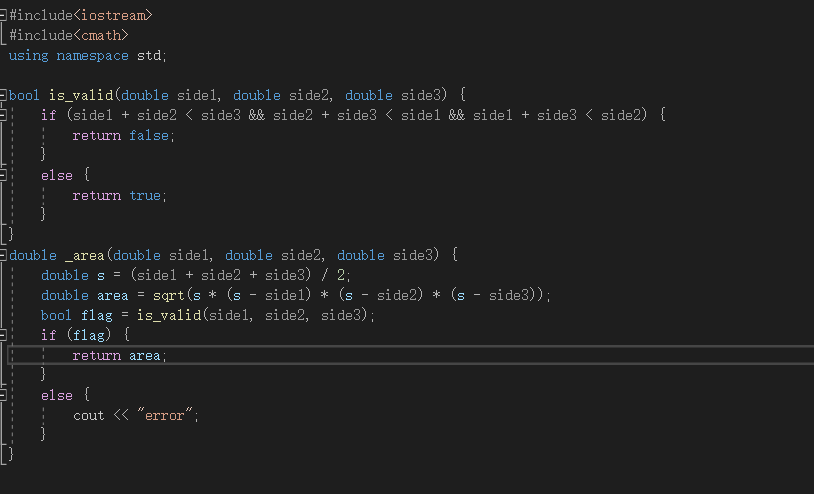 #include<iostream>
#include<cmath>
using namespace std;
bool is_valid(double side1, double side2, double side3) {
if (side1 + side2 < side3 && side2 + side3 < side1 && side1 + side3 < side2) {
return false;
}
else {
return true;
}
}
double _area(double side1, double side2, double side3) {
double s = (side1 + side2 + side3) / 2;
double area = sqrt(s * (s - side1) * (s - side2) * (s - side3));
bool flag = is_valid(side1, side2, side3);
if (flag) {
return area;
}
else {
cout << "error";
}
}